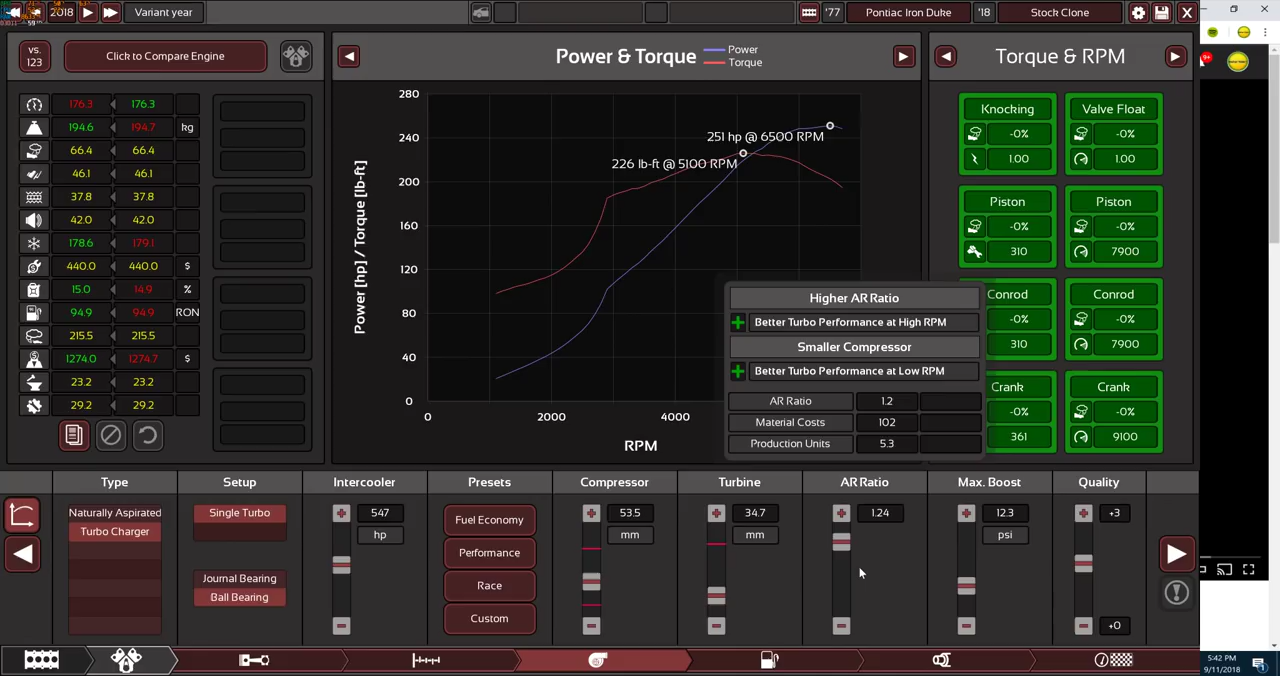 2018
Variant year
'77
Pontiac Iron Duke
'18
Stock Clone
vs.
123
Click to Compare Engine
176.3 176.3
194.6 194.7 kg
66.4 66.4
46.1 46.1
37.8 37.8
42.0 42.0
178.6 179.1
440.0 440.0 $
15.0 14.9 %
94.9 94.9 RON
215.5 215.5
1274.0 1274.7 $
23.2 23.2
29.2 29.2
Power & Torque
Power
Torque
Power [hp] / Torque [lb-ft]
280
240
200
160
120
80
40
0
0 2000 4000
RPM
251 hp @ 6500 RPM
226 lb-ft @ 5100 RPM
Higher AR Ratio
Better Turbo Performance at High RPM
Smaller Compressor
Better Turbo Performance at Low RPM
AR Ratio 1.2
Material Costs 102
Production Units 5.3
Torque & RPM
Knocking
-0%
1.00
Valve Float
-0%
1.00
Piston
-0%
310
Piston
-0%
7900
Conrod
-0%
310
Conrod
-0%
7900
Crank
-0%
361
Crank
-0%
9100
Type
Naturally Aspirated
Turbo Charger
Setup
Single Turbo
Journal Bearing
Ball Bearing
Intercooler
547
hp
Presets
Fuel Economy
Performance
Race
Custom
Compressor
53.5
mm
Turbine
34.7
mm
AR Ratio
1.24
Max. Boost
12.3
psi
Quality
+3
+0
9+
5:42 PM
9/11/2018